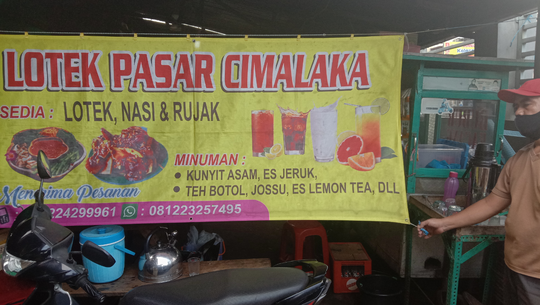 LOTEK PASAR CIMALAKA
SEDIA : LOTEK, NASI & RUJAK
MINUMAN :
• KUNYIT ASAM, ES JERUK,
• TEH BOTOL, JOSSU, ES LEMON TEA, DLL
Menerima Pesanan
224299961 081223257495